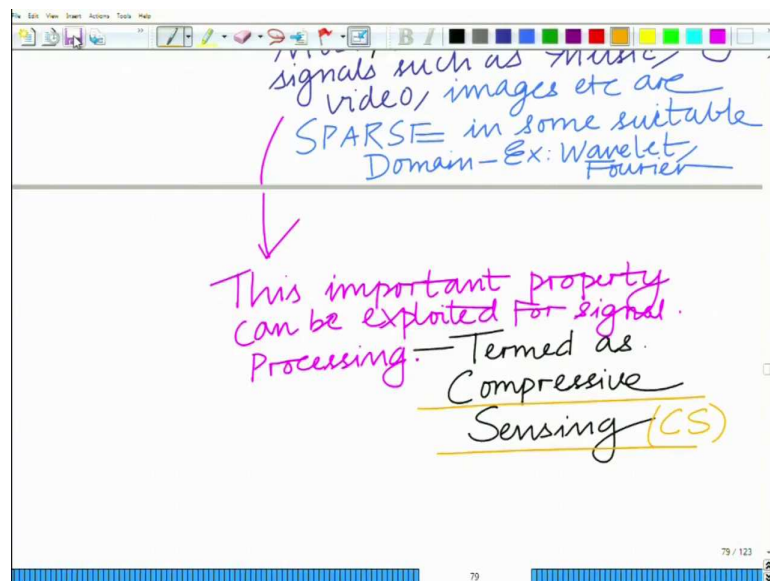 File Edit View Insert Actions Tools Help
B I
signals such as Music,
video, images etc are
SPARSE in some suitable
Domain - Ex: Wavelet,
Fourier
This important property
can be exploited for signal.
Processing. - Termed as.
Compressive
Sensing (CS)
79 / 123
79